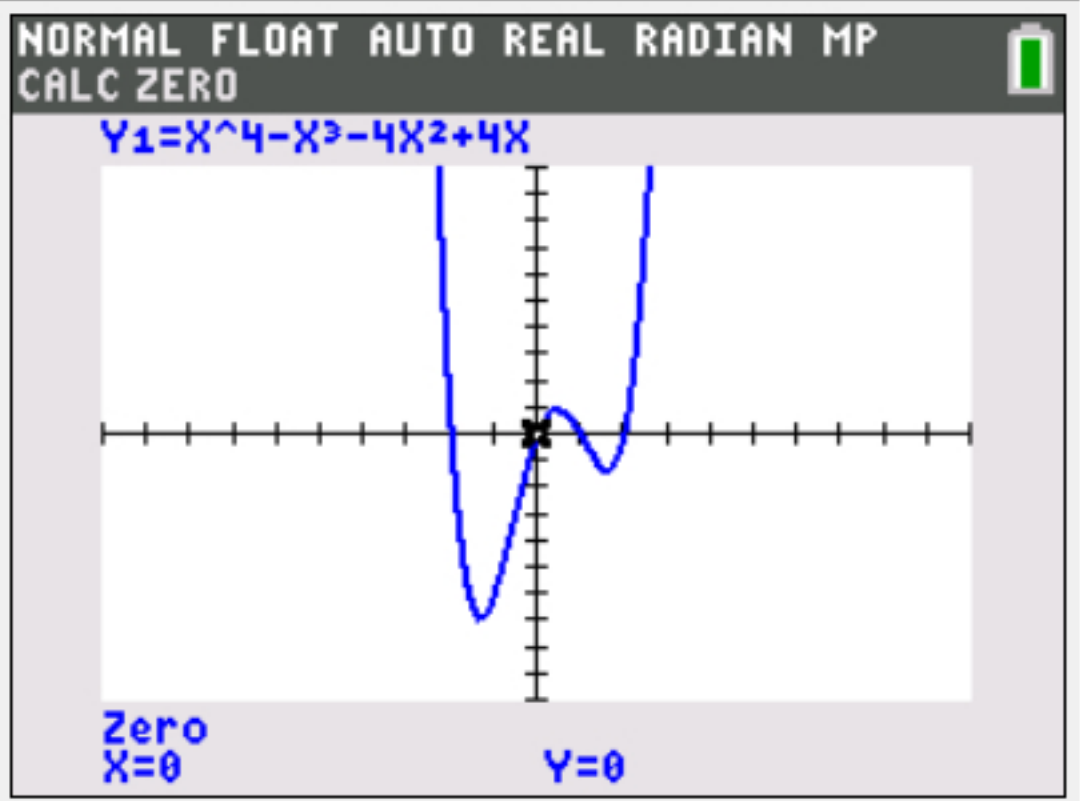 NORMAL FLOAT AUTO REAL RADIAN MP
CALC ZERO
Y1=X^4-X³-4X²+4X
Zero
X=0 Y=0